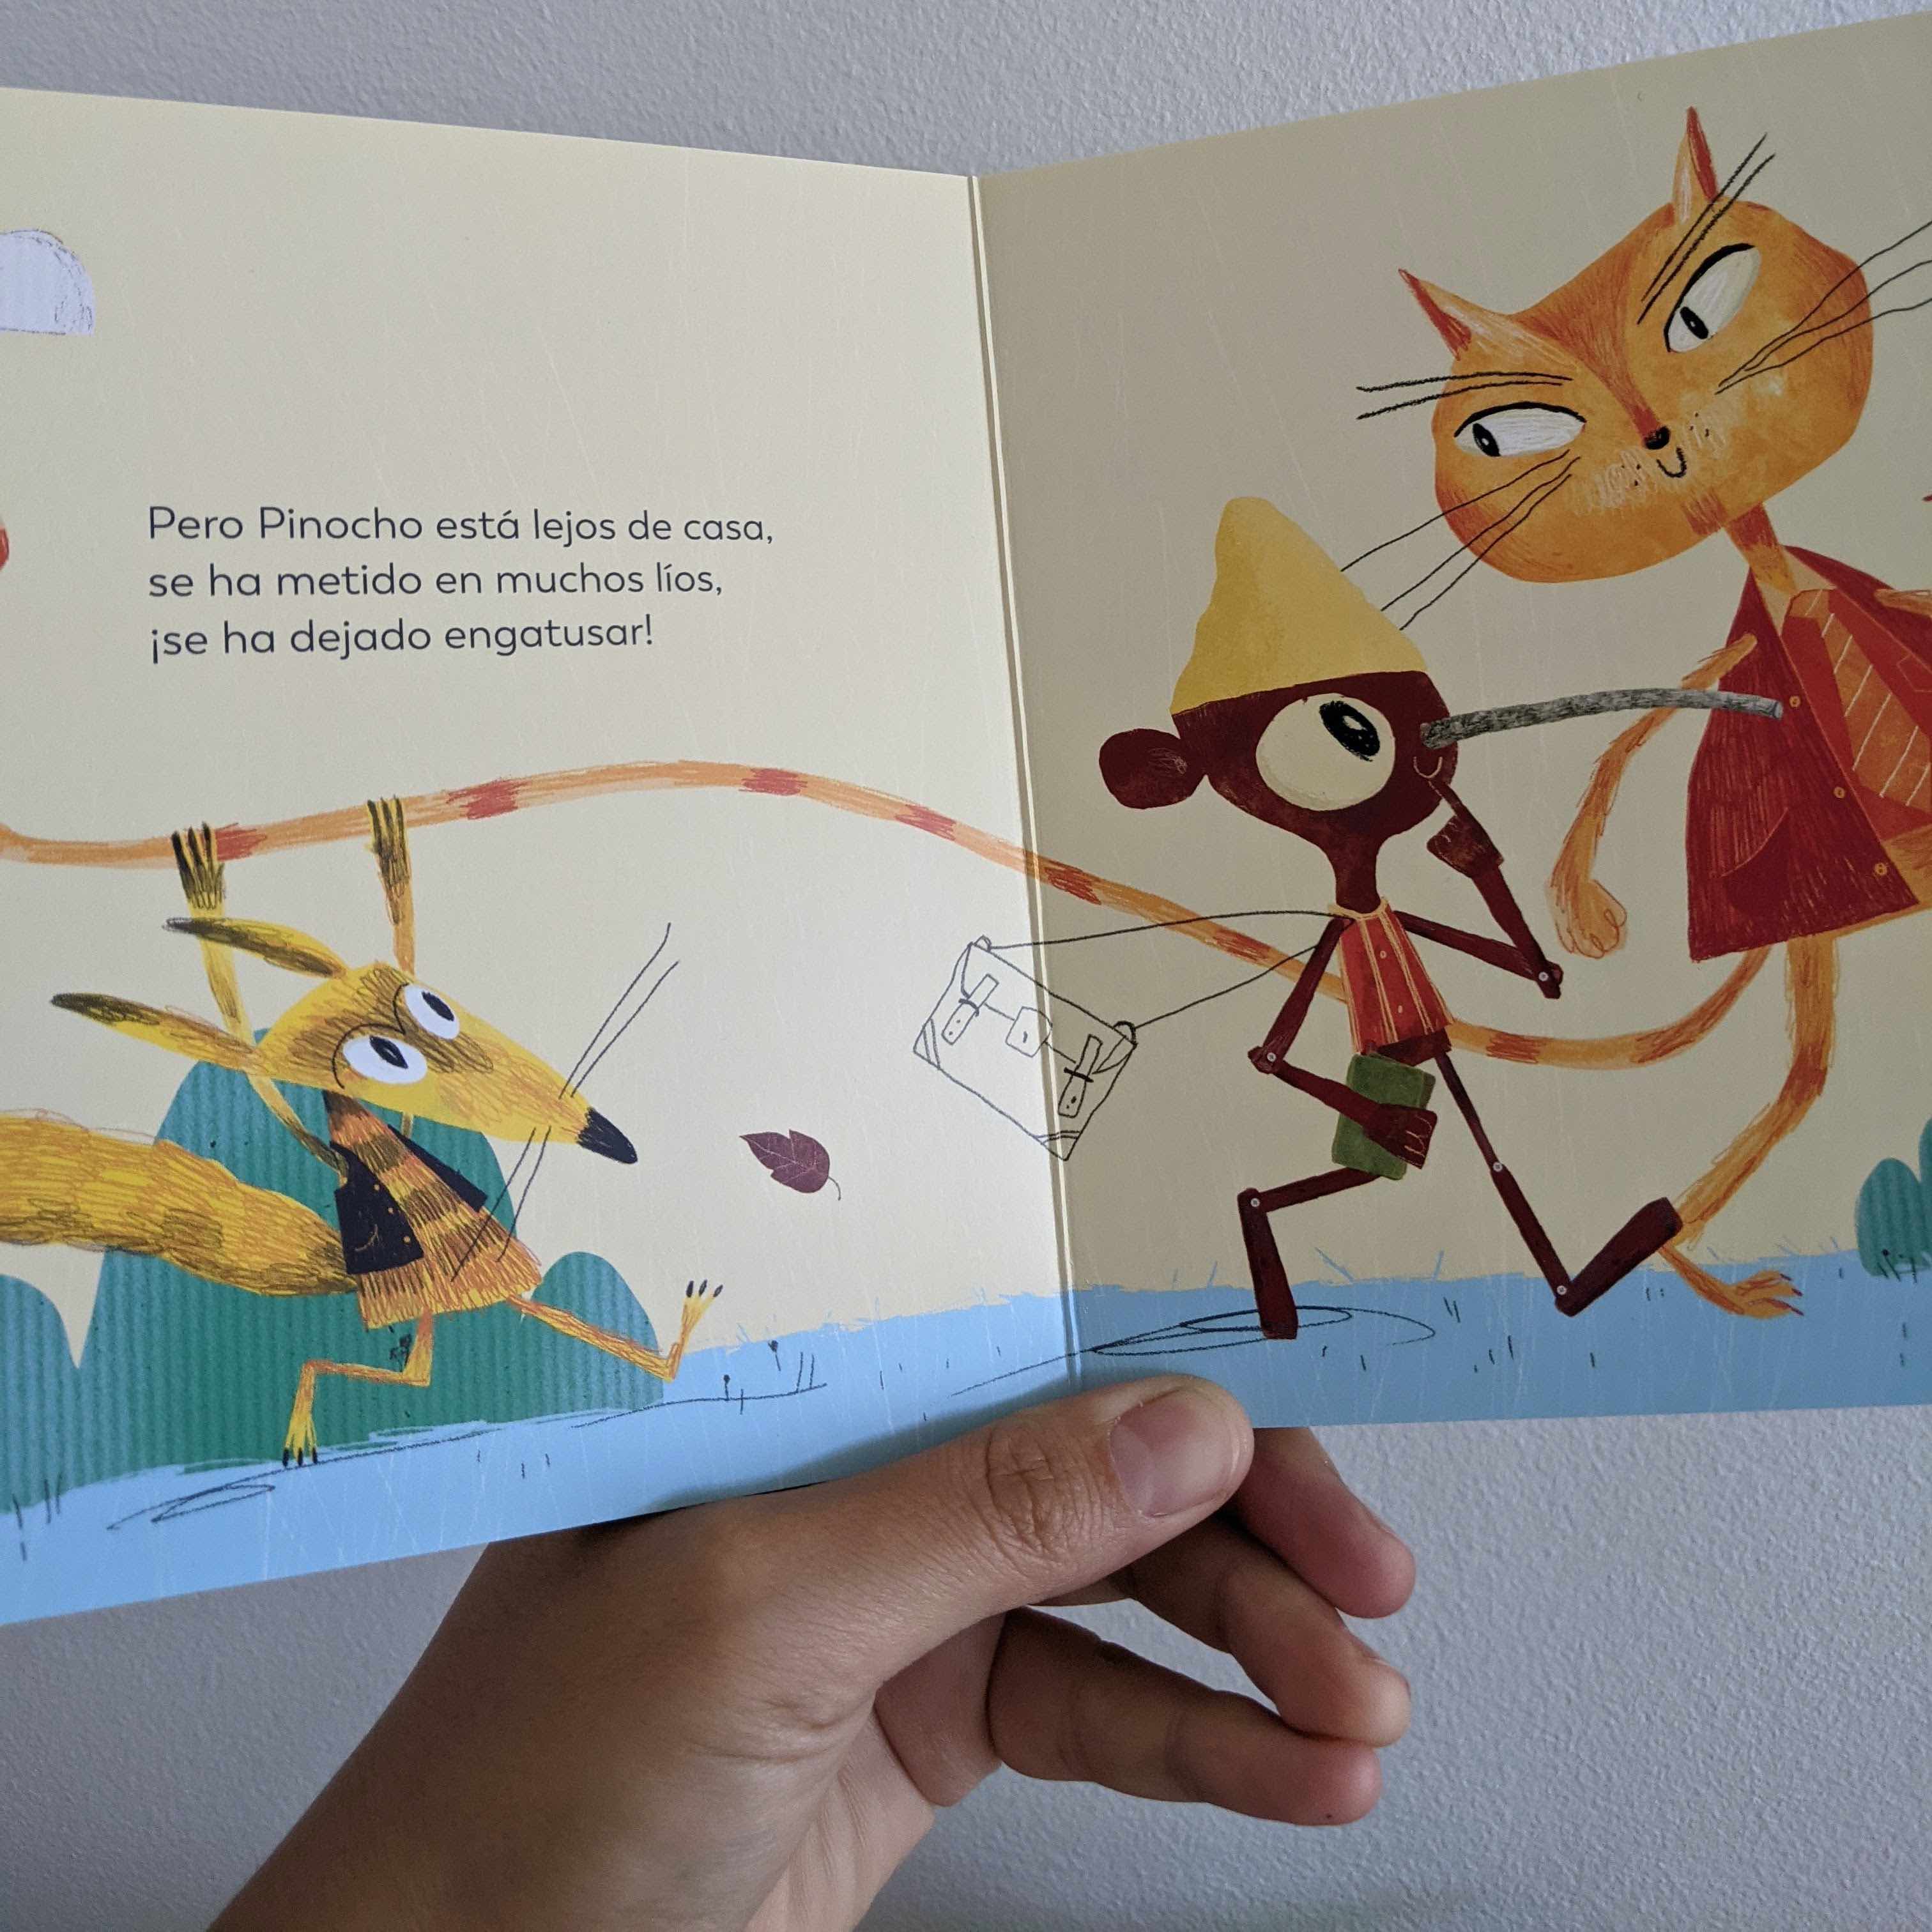 Pero Pinocho está lejos de casa,
se ha metido en muchos líos,
¡se ha dejado engatusar!